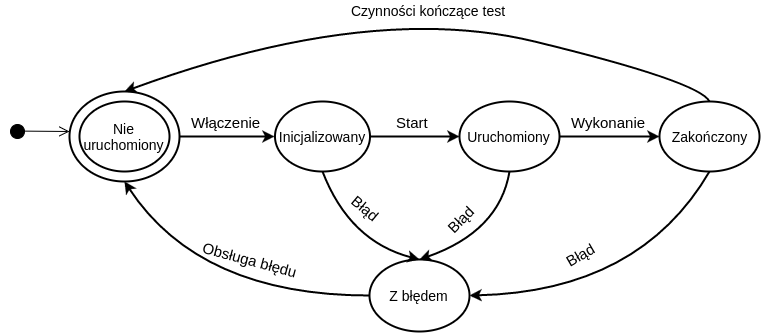 Czynności kończące test
Nie
uruchomiony
Włączenie
Inicjalizowany
Start
Uruchomiony
Wykonanie
Zakończony
Błąd
Błąd
Błąd
Obsługa błędu
Z błędem